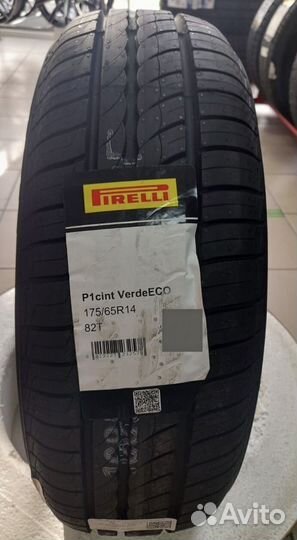 PIRELLI
P1cint VerdeECO
175/65R14
82T
Avito